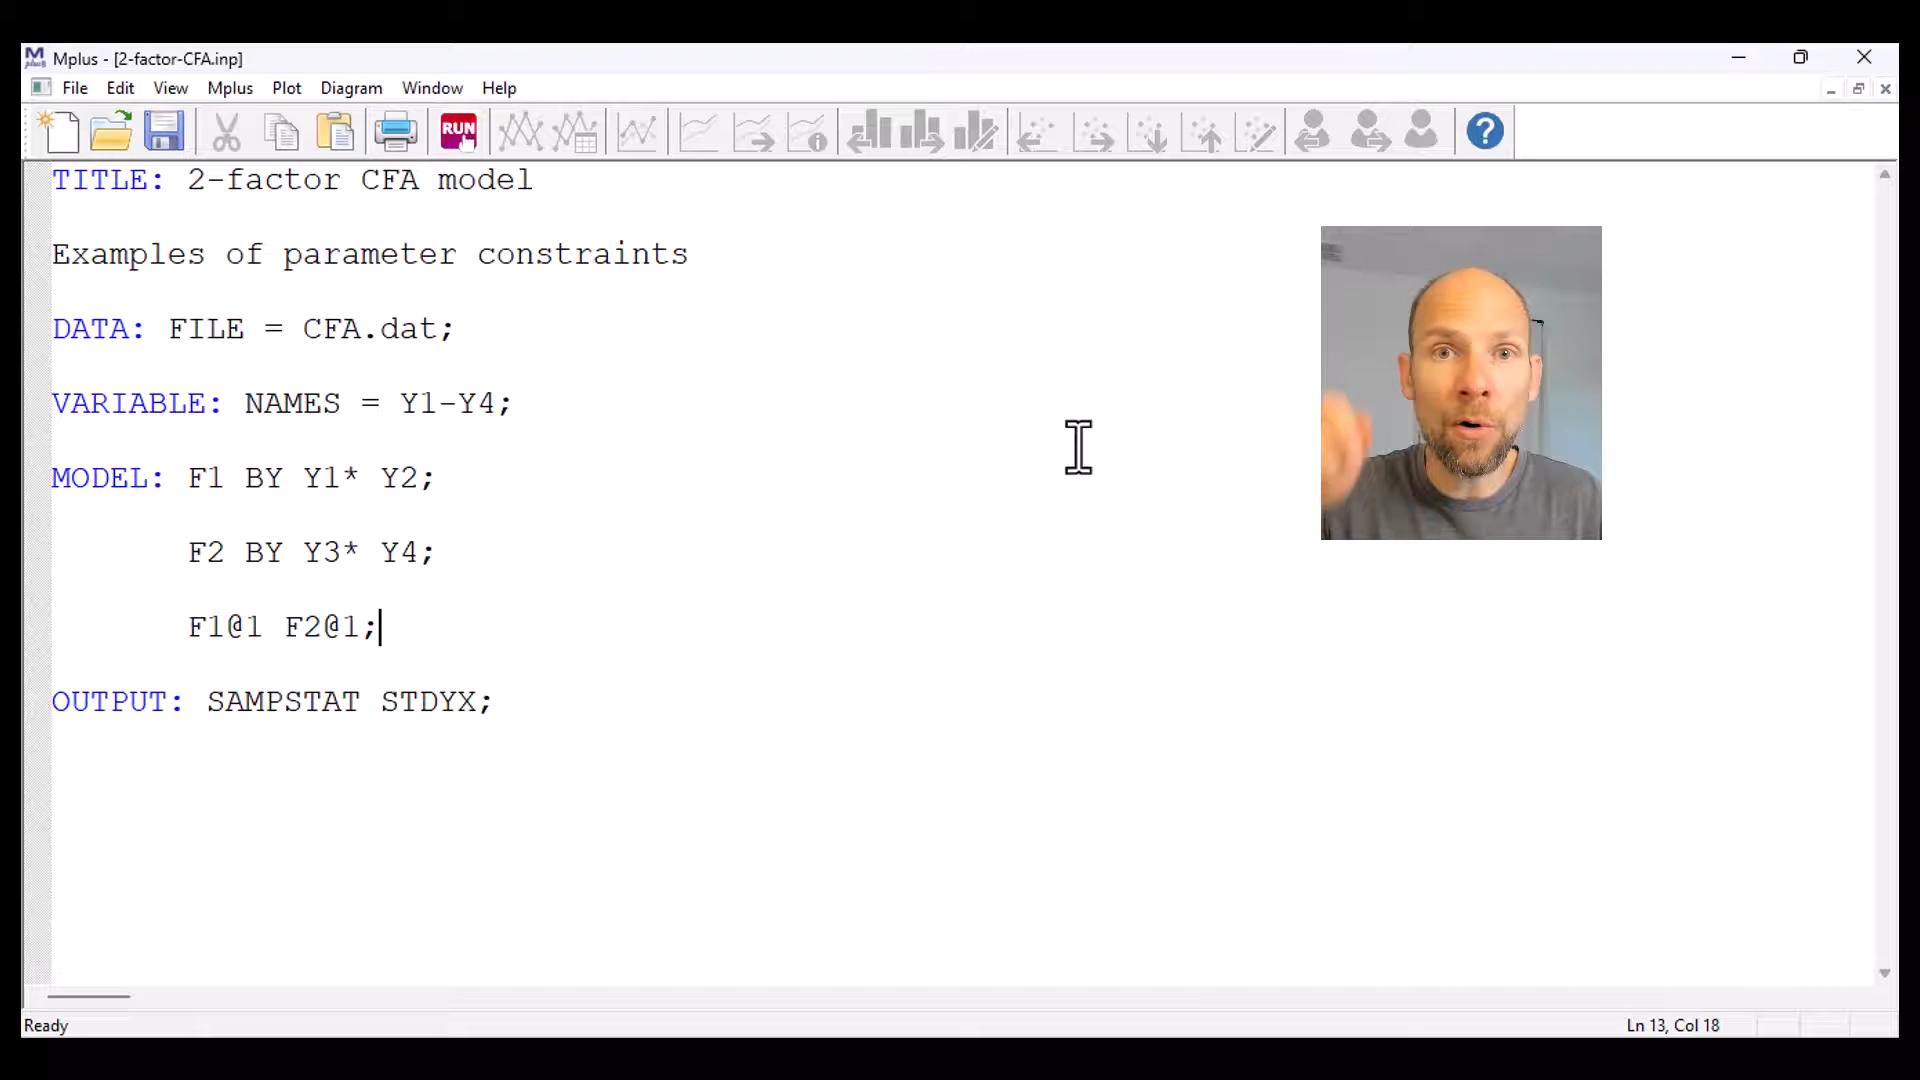 Mplus - [2-factor-CFA.inp]
File Edit View Mplus Plot Diagram Window Help
RUN
TITLE: 2-factor CFA model
Examples of parameter constraints
DATA: FILE = CFA.dat;
VARIABLE: NAMES = Y1-Y4;
MODEL: F1 BY Y1* Y2;
F2 BY Y3* Y4;
F1@1 F2@1;
OUTPUT: SAMPSTAT STDYX;
Ready
Ln 13, Col 18